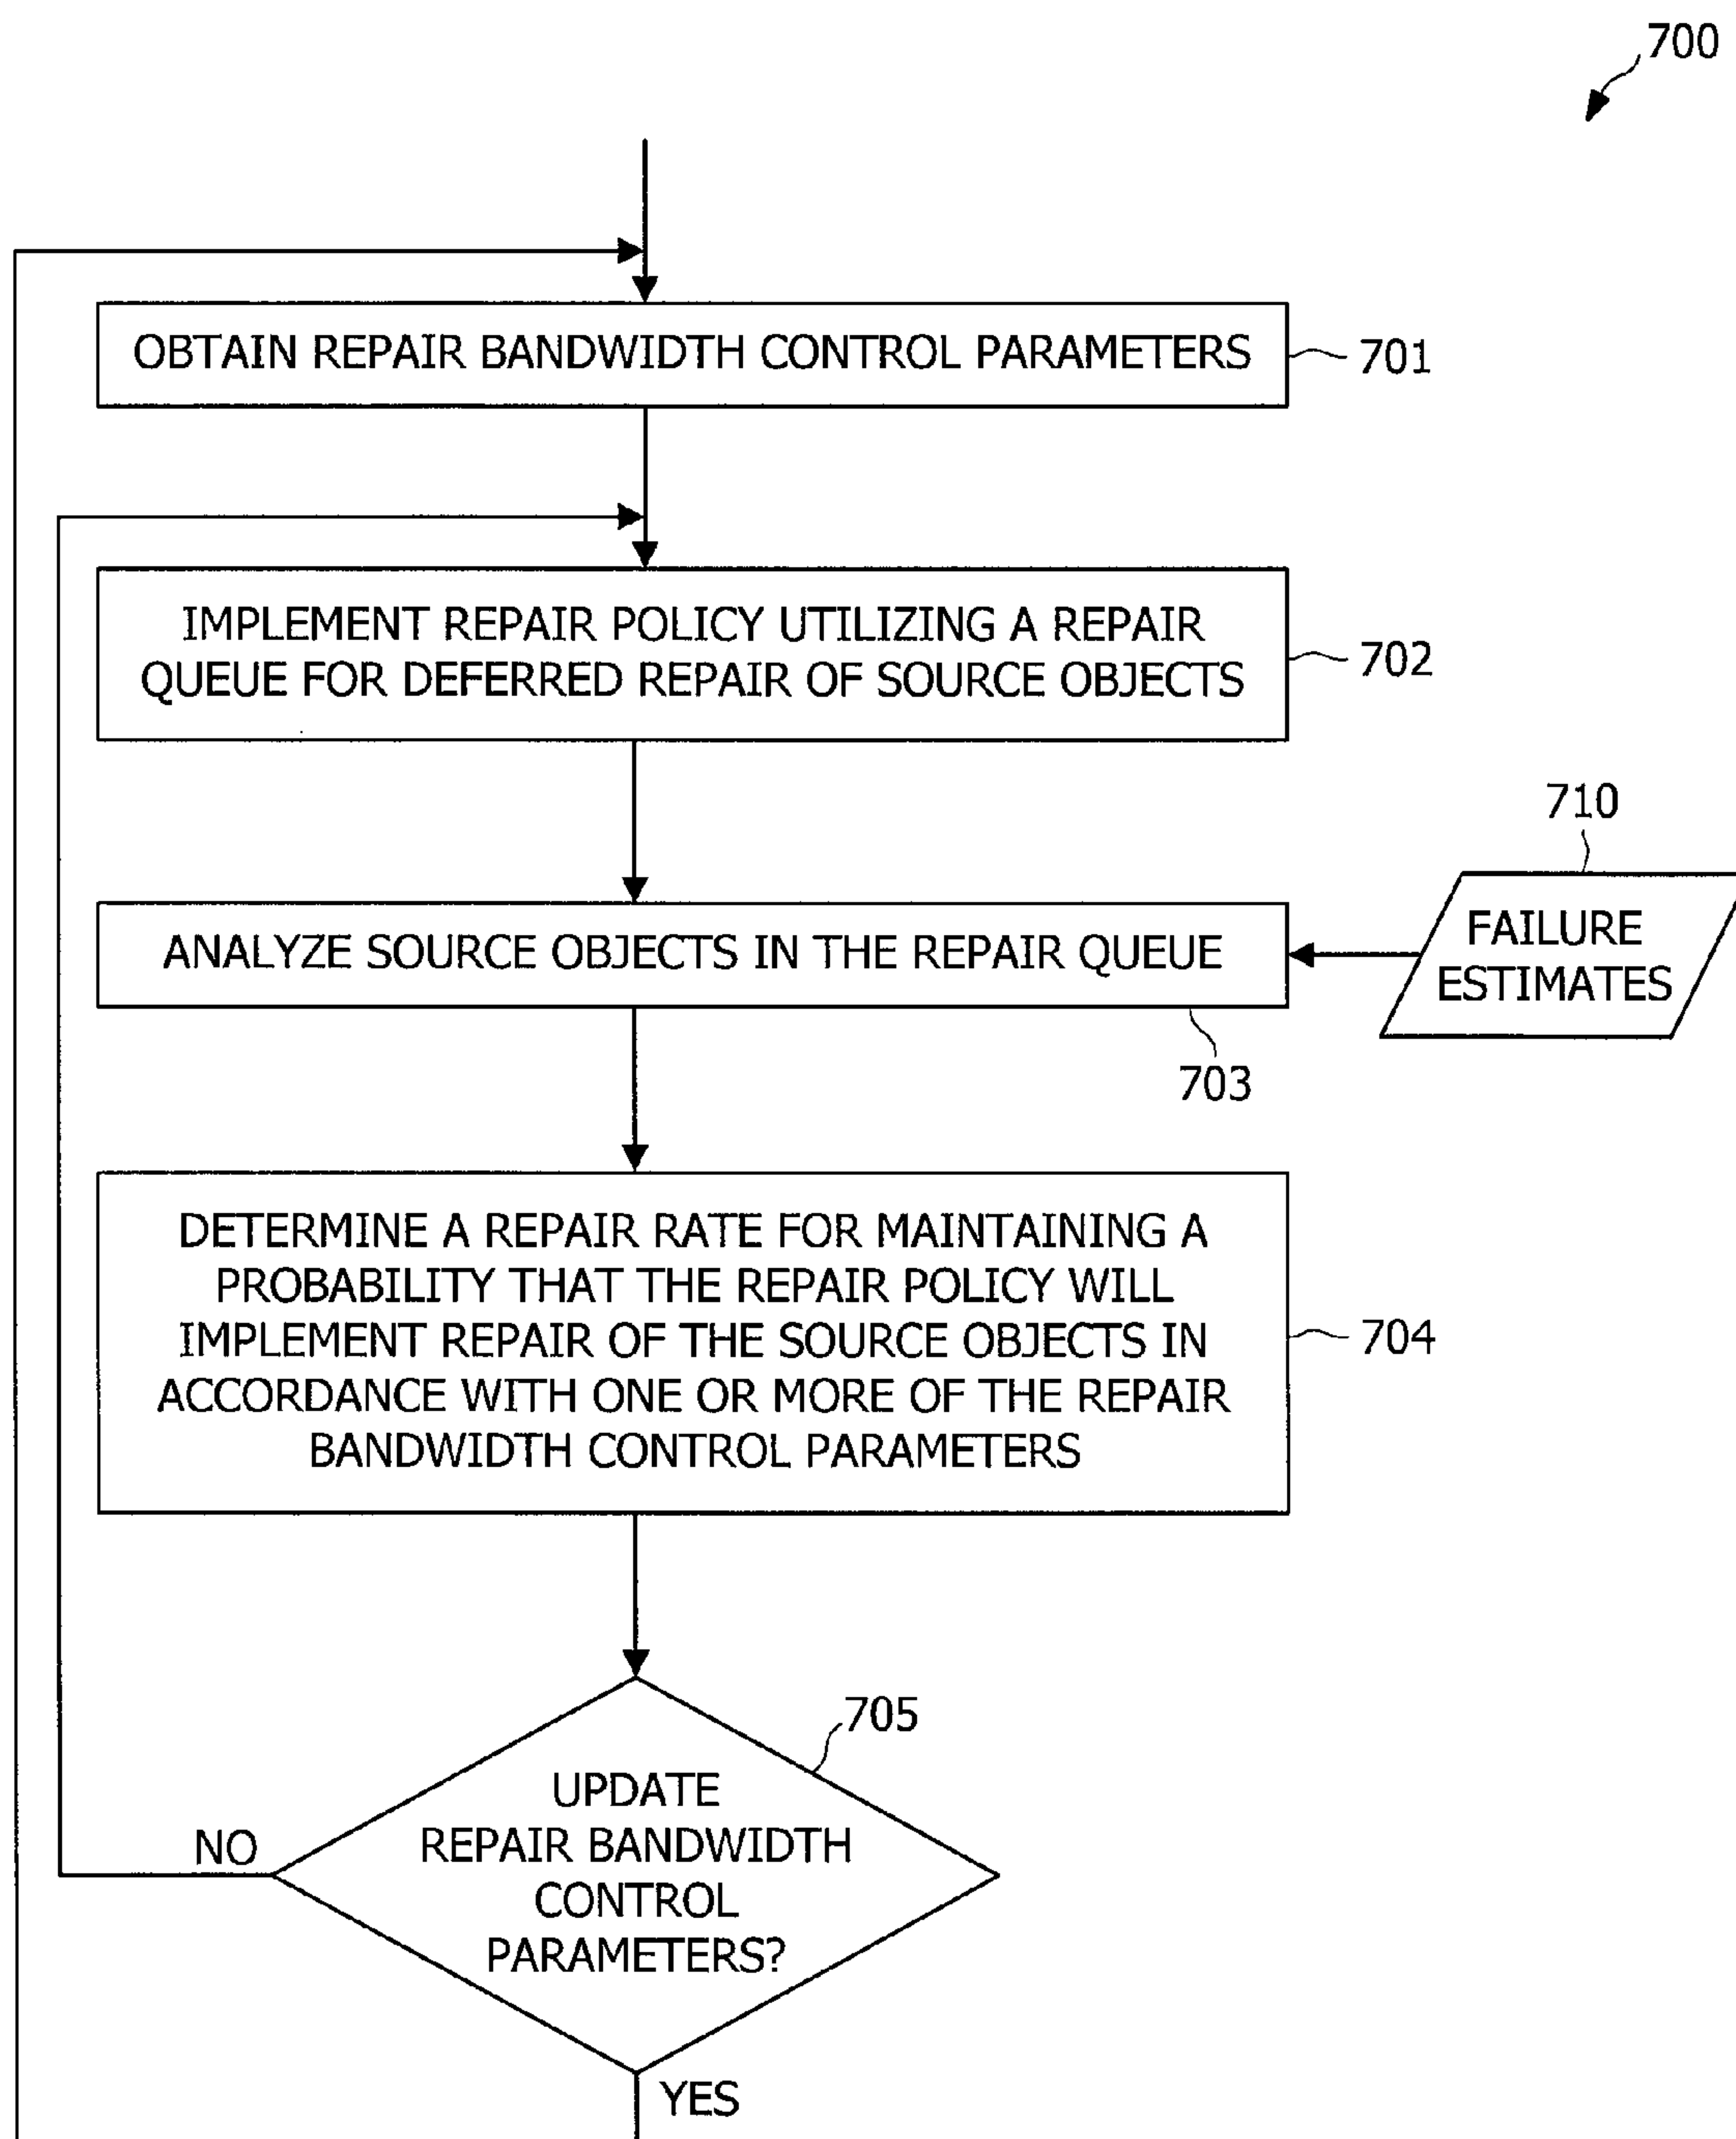 700
OBTAIN REPAIR BANDWIDTH CONTROL PARAMETERS
701
IMPLEMENT REPAIR POLICY UTILIZING A REPAIR
QUEUE FOR DEFERRED REPAIR OF SOURCE OBJECTS
702
710
FAILURE
ESTIMATES
ANALYZE SOURCE OBJECTS IN THE REPAIR QUEUE
703
DETERMINE A REPAIR RATE FOR MAINTAINING A
PROBABILITY THAT THE REPAIR POLICY WILL
IMPLEMENT REPAIR OF THE SOURCE OBJECTS IN
ACCORDANCE WITH ONE OR MORE OF THE REPAIR
BANDWIDTH CONTROL PARAMETERS
704
705
UPDATE
REPAIR BANDWIDTH
CONTROL
PARAMETERS?
NO
YES